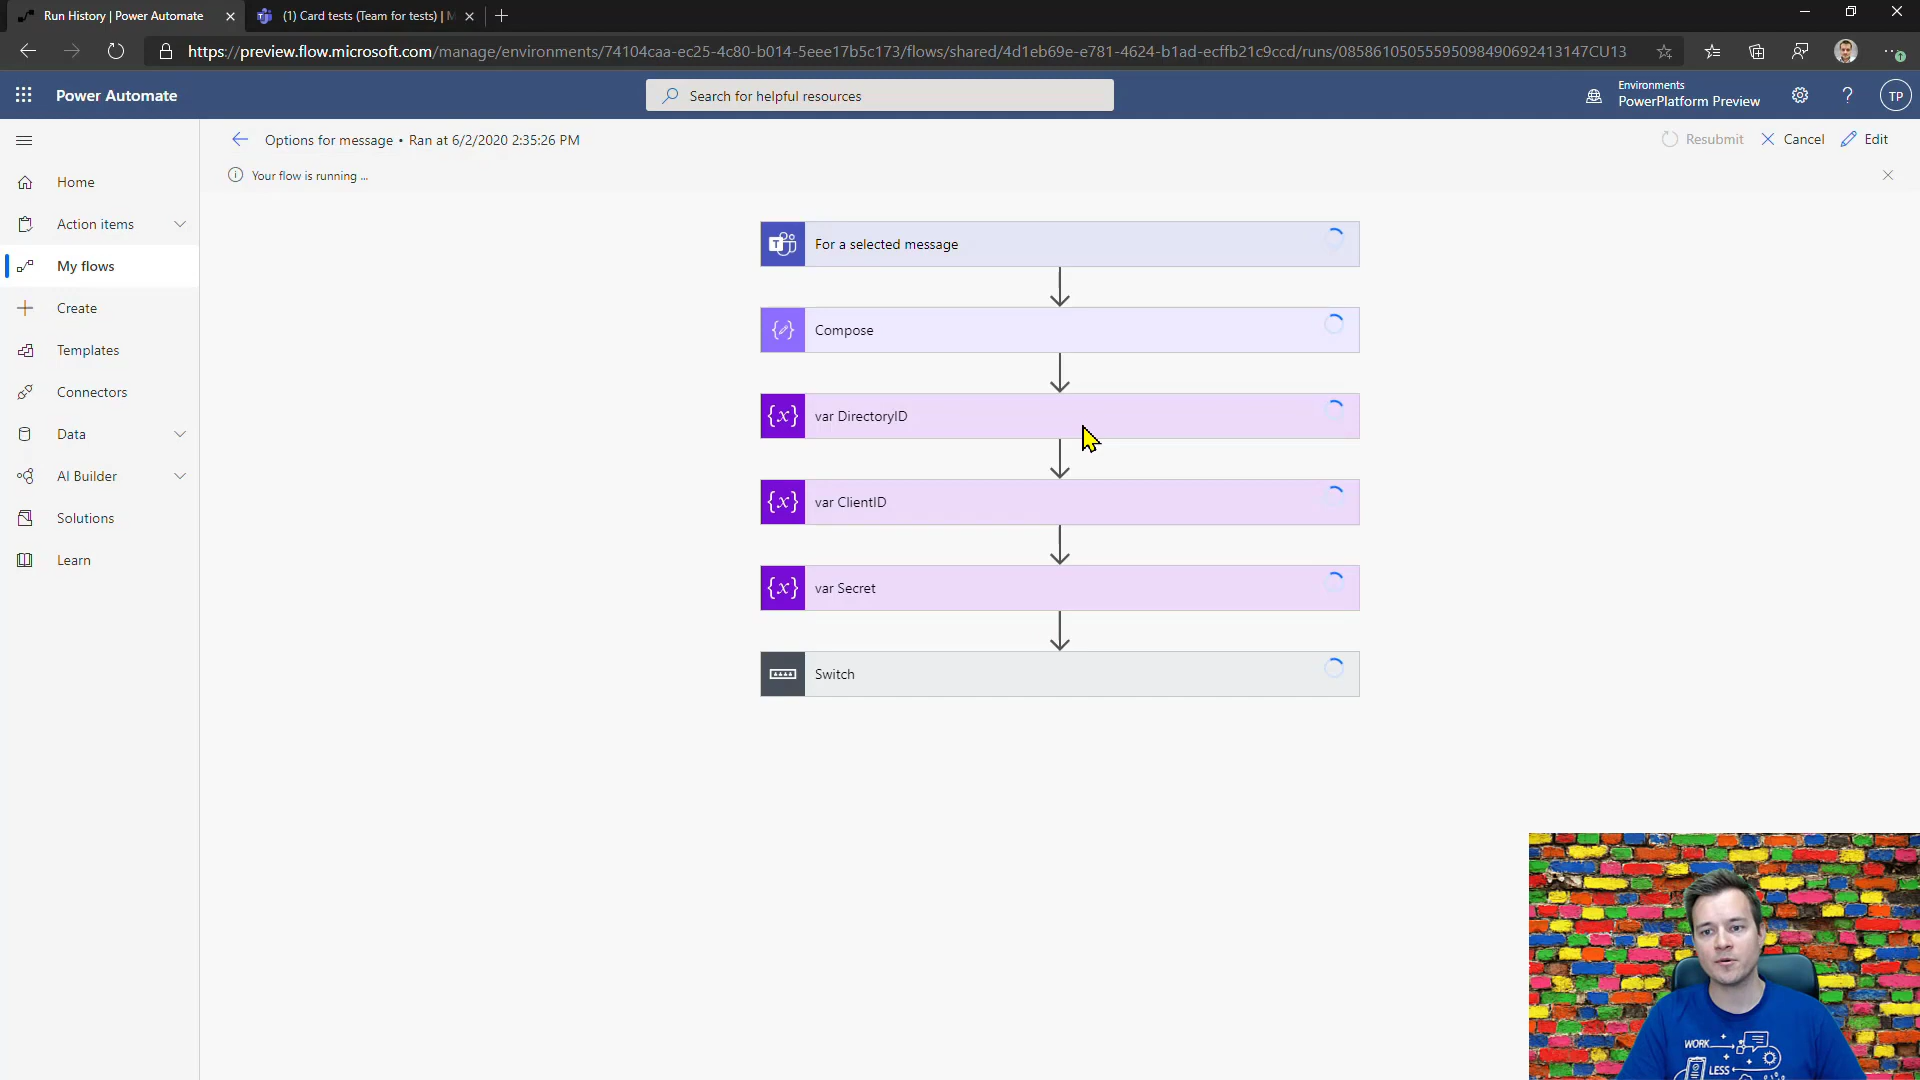 Run History | Power Automate
(1) Card tests (Team for tests) | M
https://preview.flow.microsoft.com/manage/environments/74104caa-ec25-4c80-b014-5eee17b5c173/flows/shared/4d1eb69e-e781-4624-b1ad-ecffb21c9ccd/runs/08586105055595098490692413147CU13
Power Automate
Search for helpful resources
Environments
PowerPlatform Preview
?
TP
Options for message • Ran at 6/2/2020 2:35:26 PM
Resubmit
Cancel
Edit
Your flow is running ...
Home
Action items
My flows
Create
Templates
Connectors
Data
AI Builder
Solutions
Learn
For a selected message
Compose
{x} var DirectoryID
{x} var ClientID
{x} var Secret
Switch
WORK
LESS